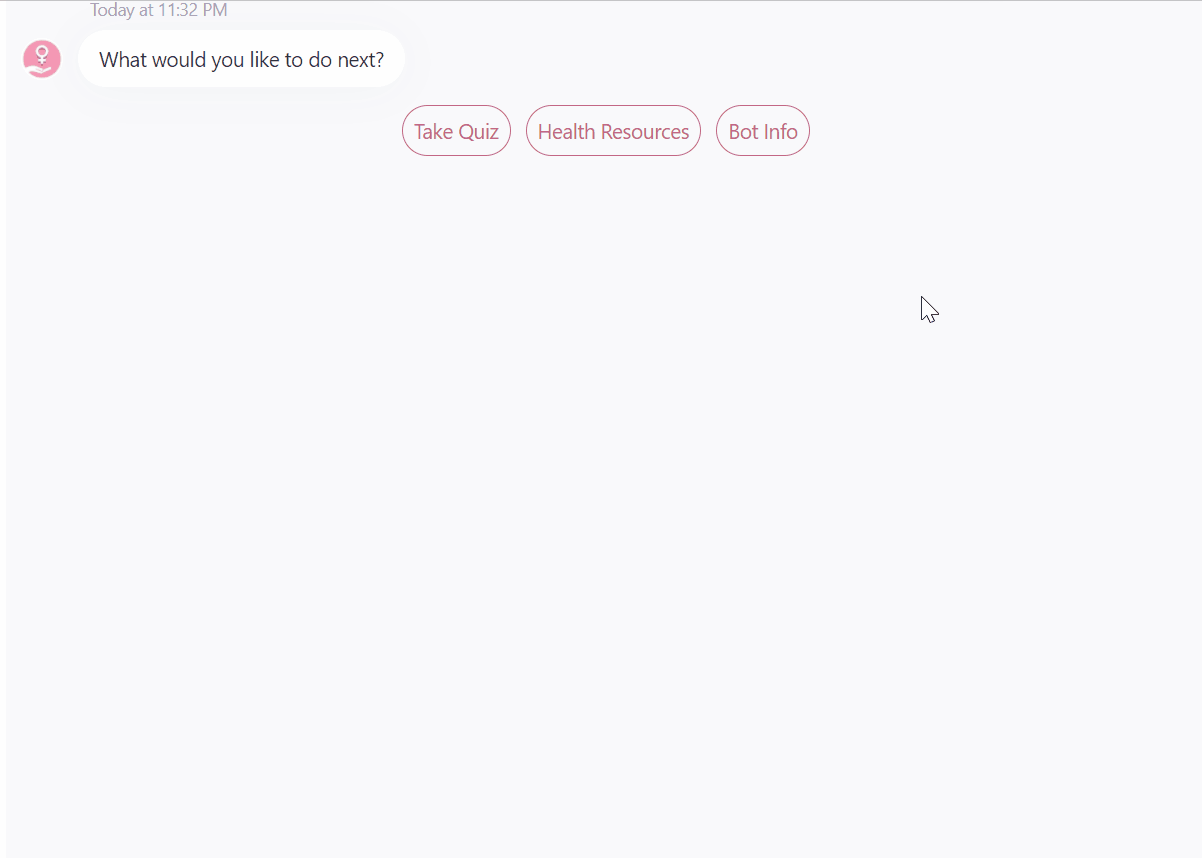 Today at 11:32 PM
What would you like to do next?
Take Quiz Health Resources Bot Info